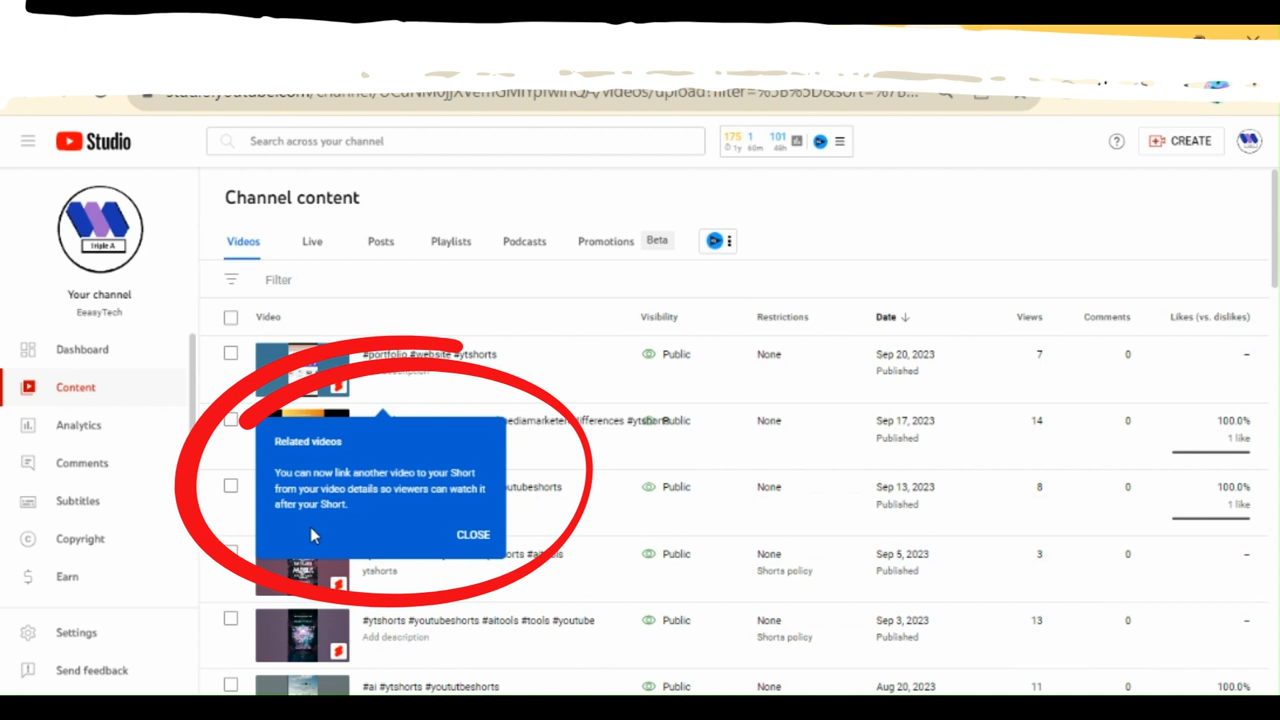 Studio
Search across your channel
175 1 101
1y 60m 48h
CREATE
Triple A
Your channel
EeasyTech
Dashboard
Content
Analytics
Comments
Subtitles
Copyright
Earn
Settings
Send feedback
Channel content
Videos Live Posts Playlists Podcasts Promotions Beta
Filter
Video Visibility Restrictions Date Views Comments Likes (vs. dislikes)
#portfolio #website #ytshorts Public None Sep 20, 2023 7 0 –
Published
Public None Sep 17, 2023 14 0 100.0%
Published 1 like
Related videos
You can now link another video to your Short
from your video details so viewers can watch it
after your Short.
CLOSE
Public None Sep 13, 2023 8 0 100.0%
Published 1 like
Public None Sep 5, 2023 3 0 –
ytshorts Shorts policy Published
#ytshorts #youtubeshorts #aitools #tools #youtube Public None Sep 3, 2023 13 0 –
Add description Shorts policy Published
#ai #ytshorts #yoututbeshorts Public None Aug 20, 2023 11 0 100.0%